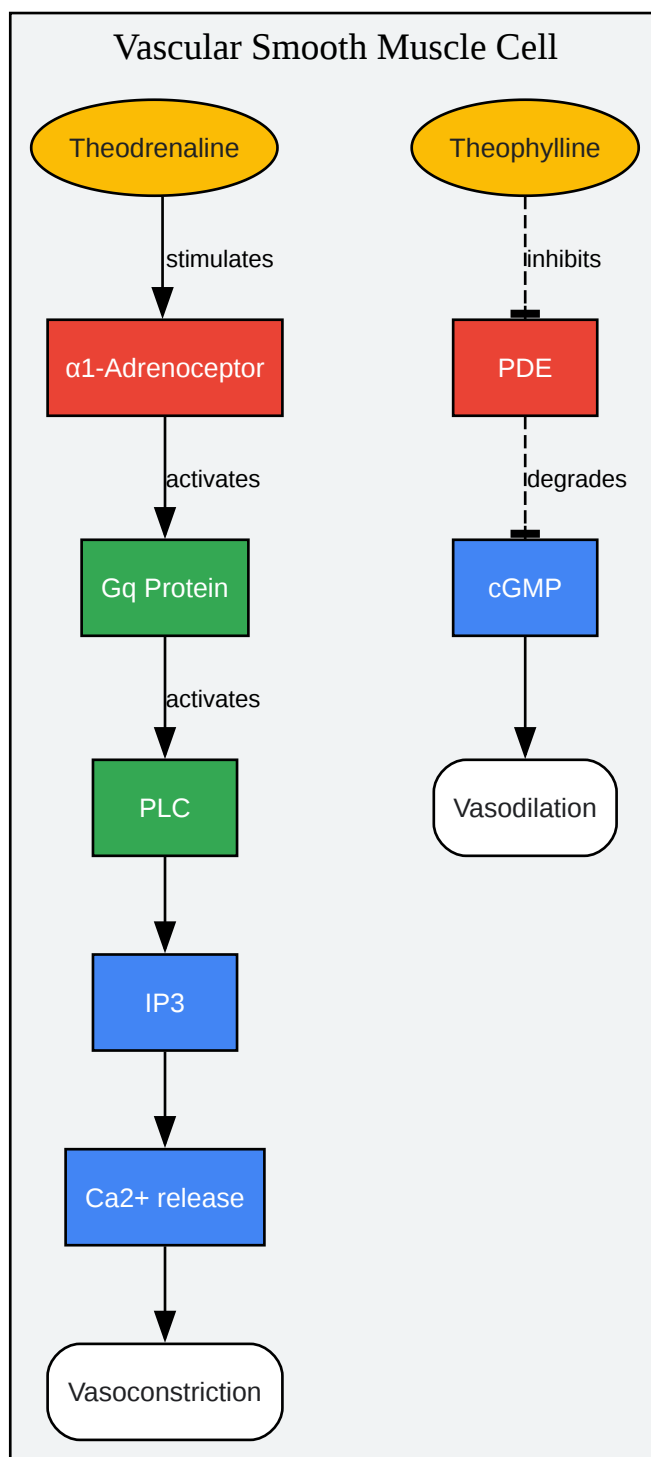 Vascular Smooth Muscle Cell
Theodrenaline
Theophylline
stimulates
inhibits
α1-Adrenoceptor
PDE
activates
degrades
Gq Protein
cGMP
activates
PLC
Vasodilation
IP3
Ca2+ release
Vasoconstriction